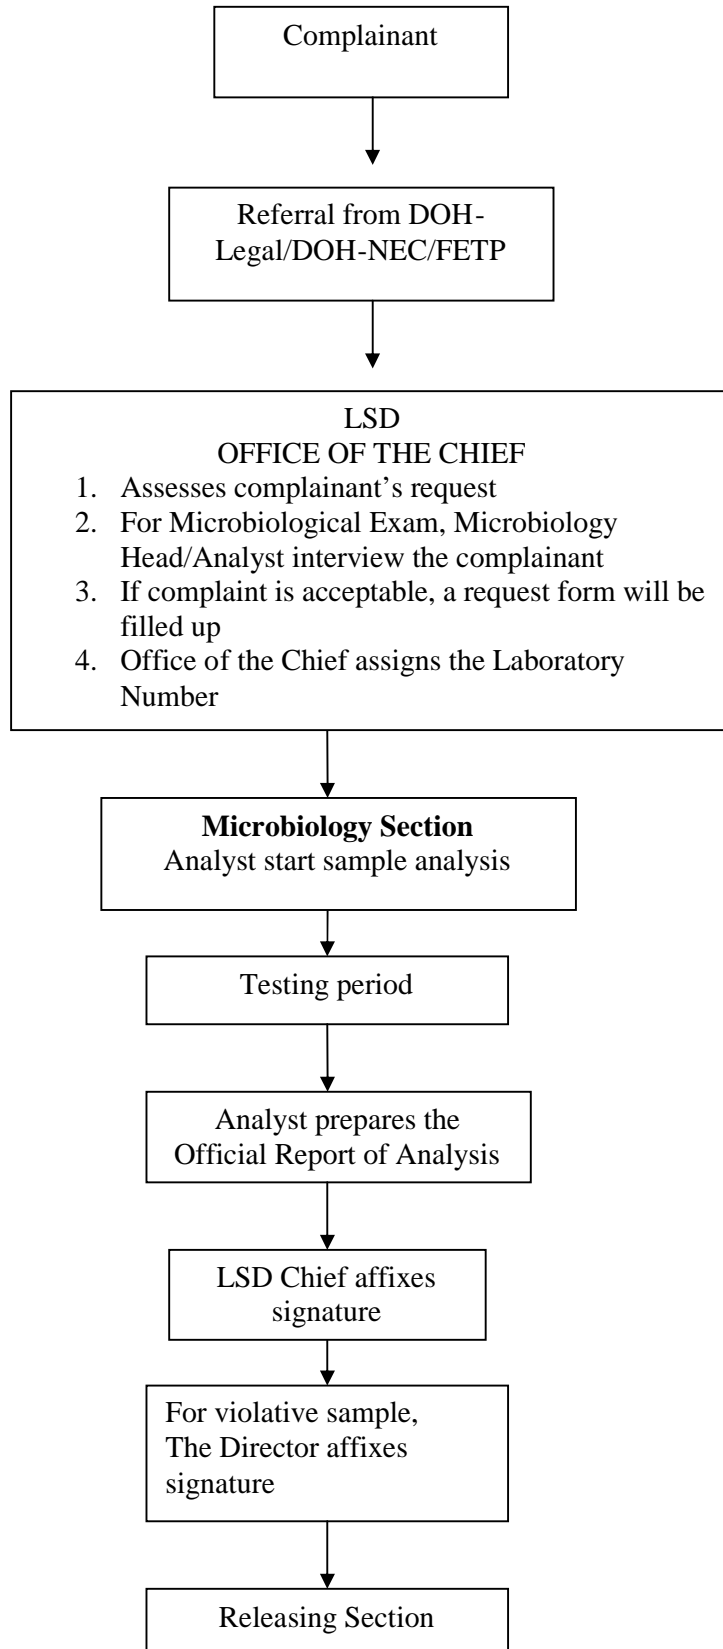 Complainant
Referral from DOH-
Legal/DOH-NEC/FETP
LSD
OFFICE OF THE CHIEF
1. Assesses complainant’s request
2. For Microbiological Exam, Microbiology
Head/Analyst interview the complainant
3. If complaint is acceptable, a request form will be
filled up
4. Office of the Chief assigns the Laboratory
Number
Microbiology Section
Analyst start sample analysis
Testing period
Analyst prepares the
Official Report of Analysis
LSD Chief affixes
signature
For violative sample,
The Director affixes
signature
Releasing Section